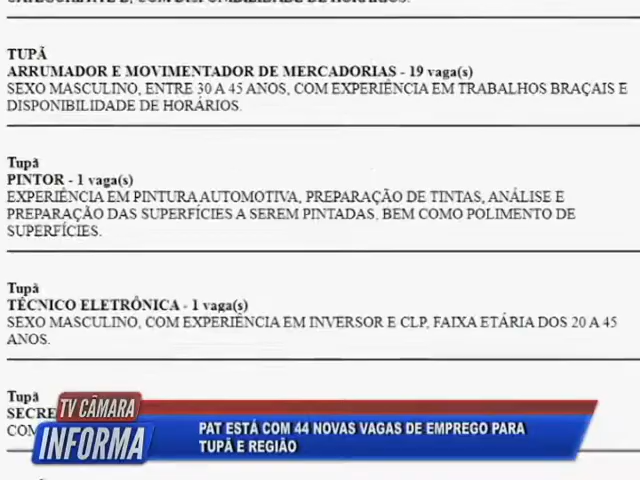 TUPÃ
ARRUMADOR E MOVIMENTADOR DE MERCADORIAS - 19 vaga(s)
SEXO MASCULINO, ENTRE 30 A 45 ANOS, COM EXPERIÊNCIA EM TRABALHOS BRAÇAIS E
DISPONIBILIDADE DE HORÁRIOS.
Tupã
PINTOR - 1 vaga(s)
EXPERIÊNCIA EM PINTURA AUTOMOTIVA, PREPARAÇÃO DE TINTAS, ANÁLISE E
PREPARAÇÃO DAS SUPERFÍCIES A SEREM PINTADAS, BEM COMO POLIMENTO DE
SUPERFÍCIES.
Tupã
TÉCNICO ELETRÔNICA - 1 vaga(s)
SEXO MASCULINO, COM EXPERIÊNCIA EM INVERSOR E CLP, FAIXA ETÁRIA DOS 20 A 45
ANOS.
Tupã
TV CÂMARA
INFORMA
PAT ESTÁ COM 44 NOVAS VAGAS DE EMPREGO PARA
TUPÃ E REGIÃO